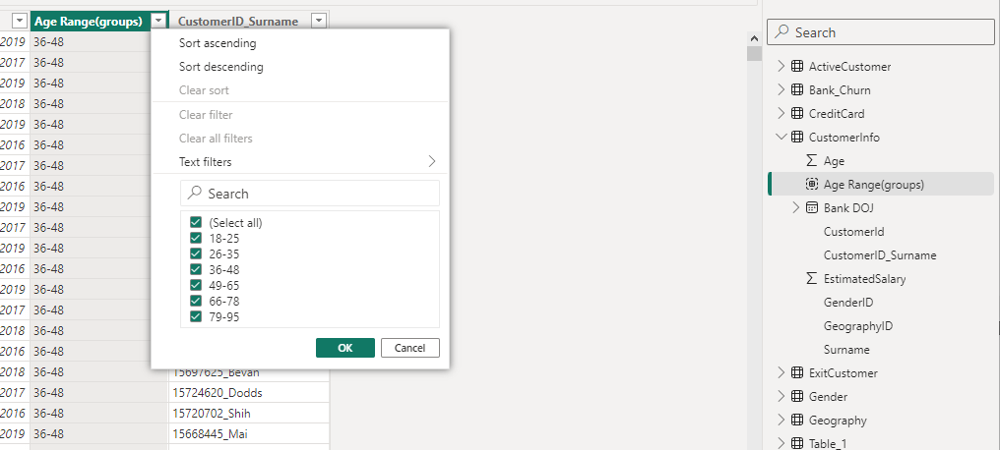 Age Range(groups) CustomerID_Surname
2019 36-48
2017 36-48
2019 36-48
2018 36-48
2019 36-48
2016 36-48
2017 36-48
2016 36-48
2019 36-48
2018 36-48
2019 36-48
2016 36-48
2017 36-48
2017 36-48
2018 36-48
2016 36-48
2018 36-48 15697625_Bevan
2017 36-48 15724620_Dodds
2016 36-48 15720702_Shih
2019 36-48 15668445_Mai
Sort ascending
Sort descending
Clear sort
Clear filter
Clear all filters
Text filters
Search
(Select all)
18-25
26-35
36-48
49-65
66-78
79-95
OK Cancel
Search
ActiveCustomer
Bank_Churn
CreditCard
CustomerInfo
Age
Age Range(groups)
Bank DOJ
CustomerId
CustomerID_Surname
EstimatedSalary
GenderID
GeographyID
Surname
ExitCustomer
Gender
Geography
Table_1